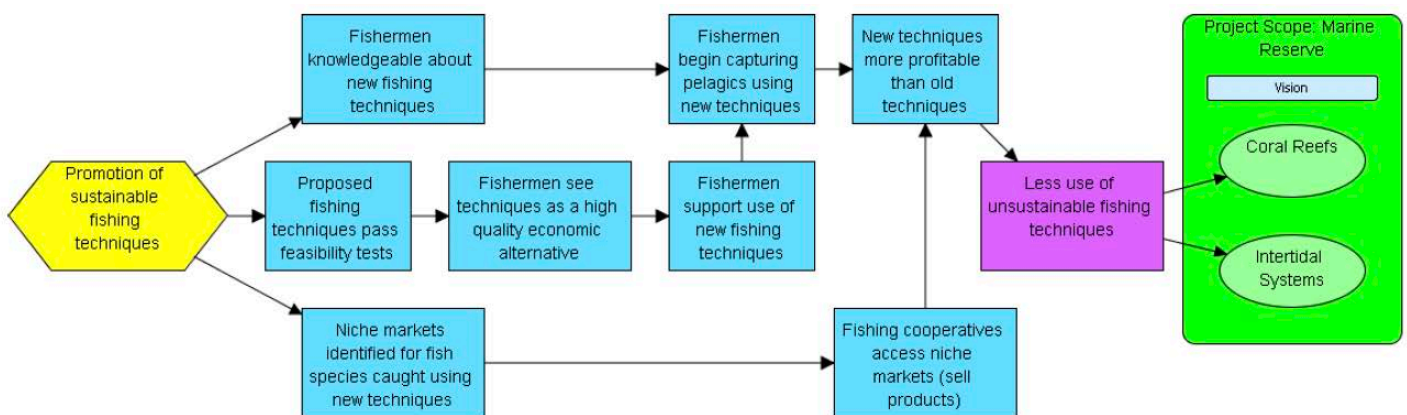 Fishermen
knowledgeable about
new fishing
techniques
Fishermen
begin capturing
pelagics using
new techniques
New techniques
more profitable
than old
techniques
Project Scope: Marine
Reserve
Vision
Coral Reefs
Intertidal
Systems
Promotion of
sustainable
fishing
techniques
Proposed
fishing
techniques pass
feasibility tests
Fishermen see
techniques as a high
quality economic
alternative
Fishermen
support use of
new fishing
techniques
Less use of
unsustainable fishing
techniques
Niche markets
identified for fish
species caught using
new techniques
Fishing cooperatives
access niche
markets (sell
products)